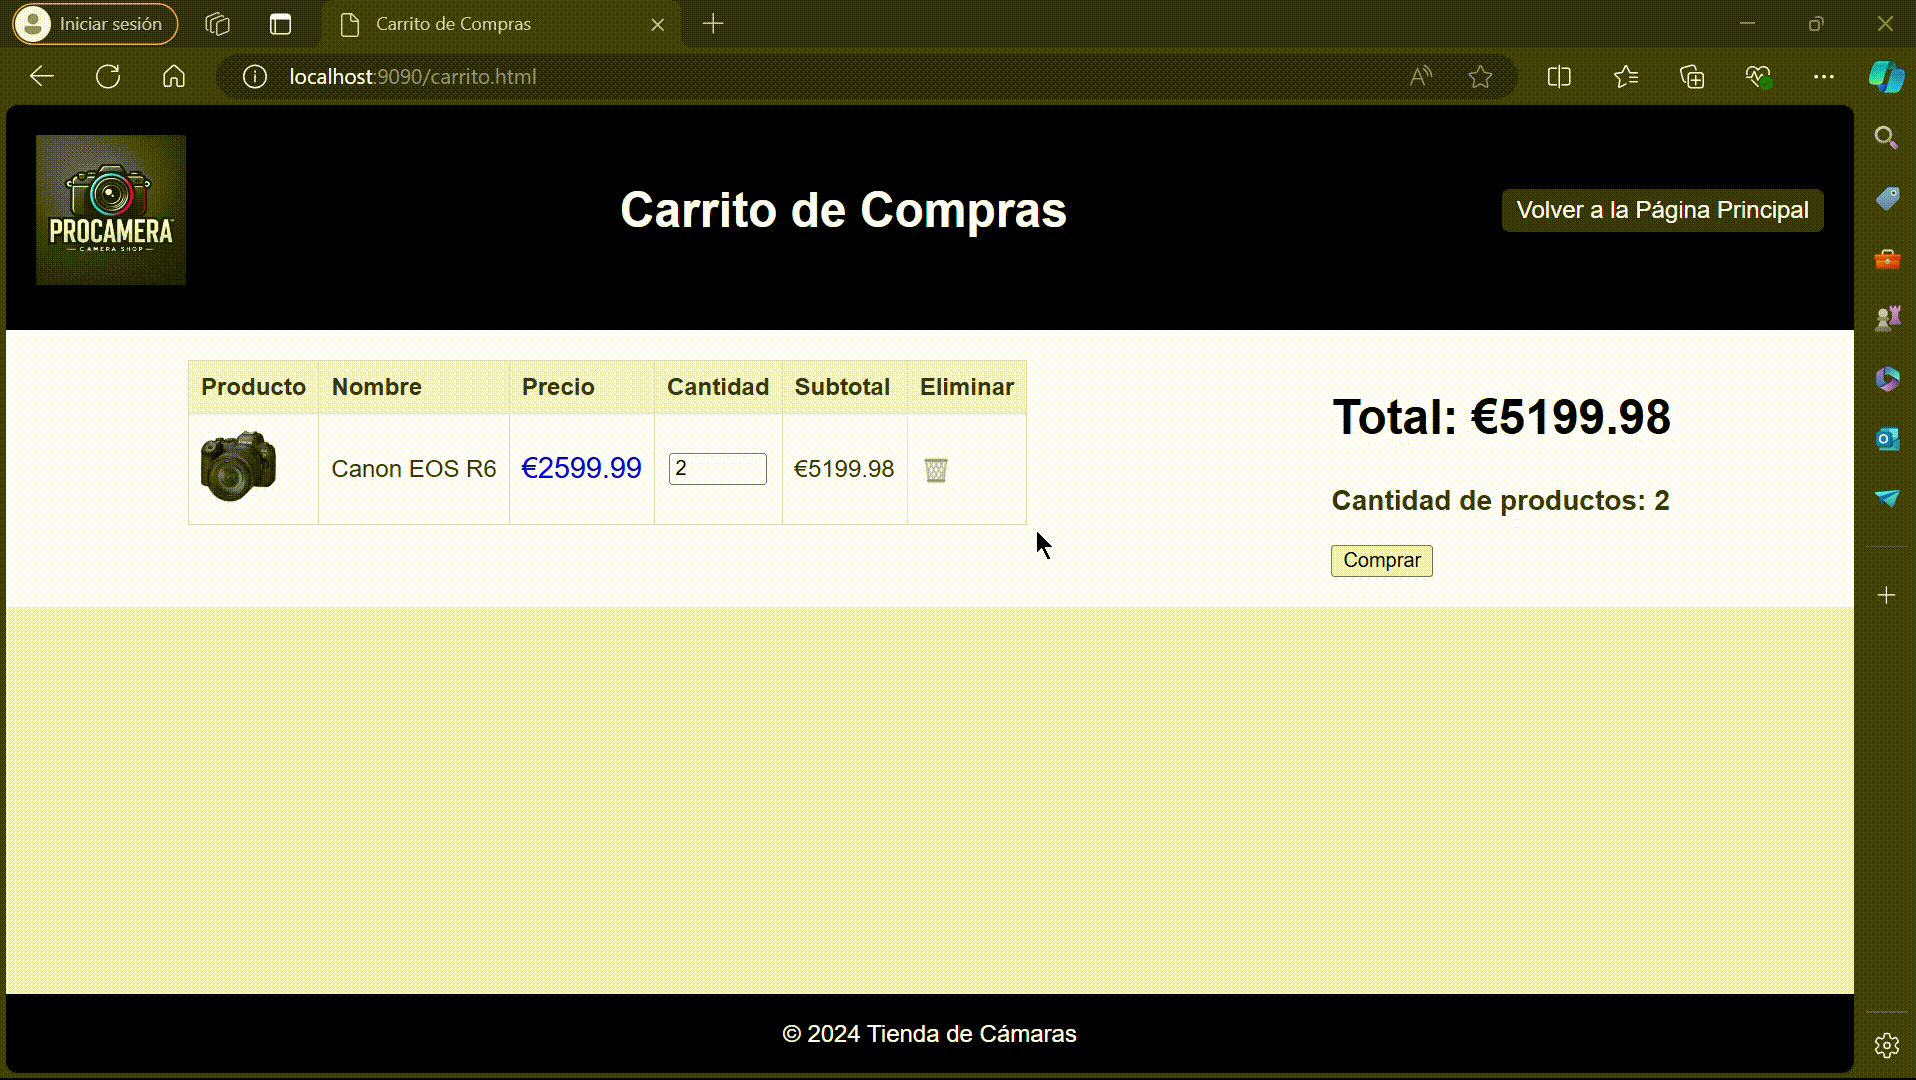 Iniciar sesión
Carrito de Compras
localhost:9090/carrito.html
PROCAMERA
CAMERA SHOP
Carrito de Compras
Volver a la Página Principal
Producto Nombre Precio Cantidad Subtotal Eliminar
Canon EOS R6 €2599.99 2 €5199.98
Total: €5199.98
Cantidad de productos: 2
Comprar
© 2024 Tienda de Cámaras